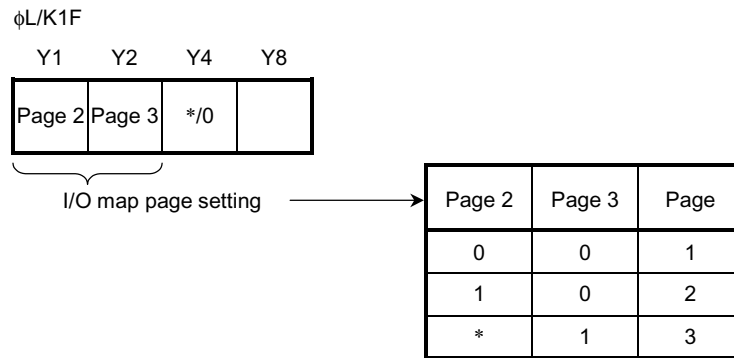 ϕL/K1F
Y1 Y2 Y4 Y8
Page 2 Page 3 */0
I/O map page setting
Page 2 Page 3 Page
0 0 1
1 0 2
* 1 3